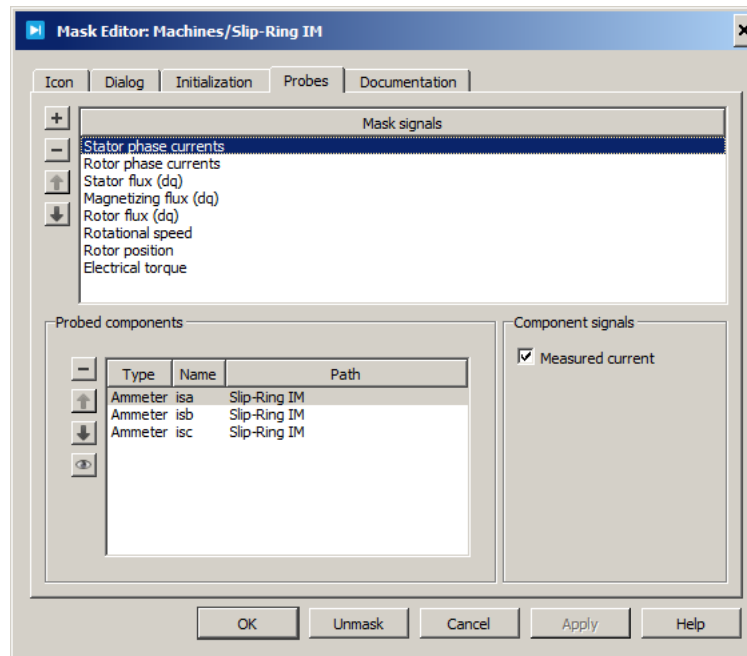 Mask Editor: Machines/Slip-Ring IM
Icon Dialog Initialization Probes Documentation
Mask signals
Stator phase currents
Rotor phase currents
Stator flux (dq)
Magnetizing flux (dq)
Rotor flux (dq)
Rotational speed
Rotor position
Electrical torque
Probed components
Type Name Path
Ammeter isa Slip-Ring IM
Ammeter isb Slip-Ring IM
Ammeter isc Slip-Ring IM
Component signals
Measured current
OK Unmask Cancel Apply Help